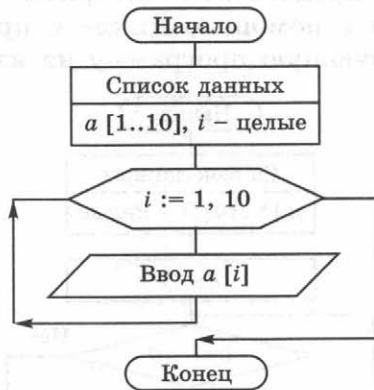 Начало
Список данных
a [1..10], i – целые
i := 1, 10
Ввод a [i]
Конец